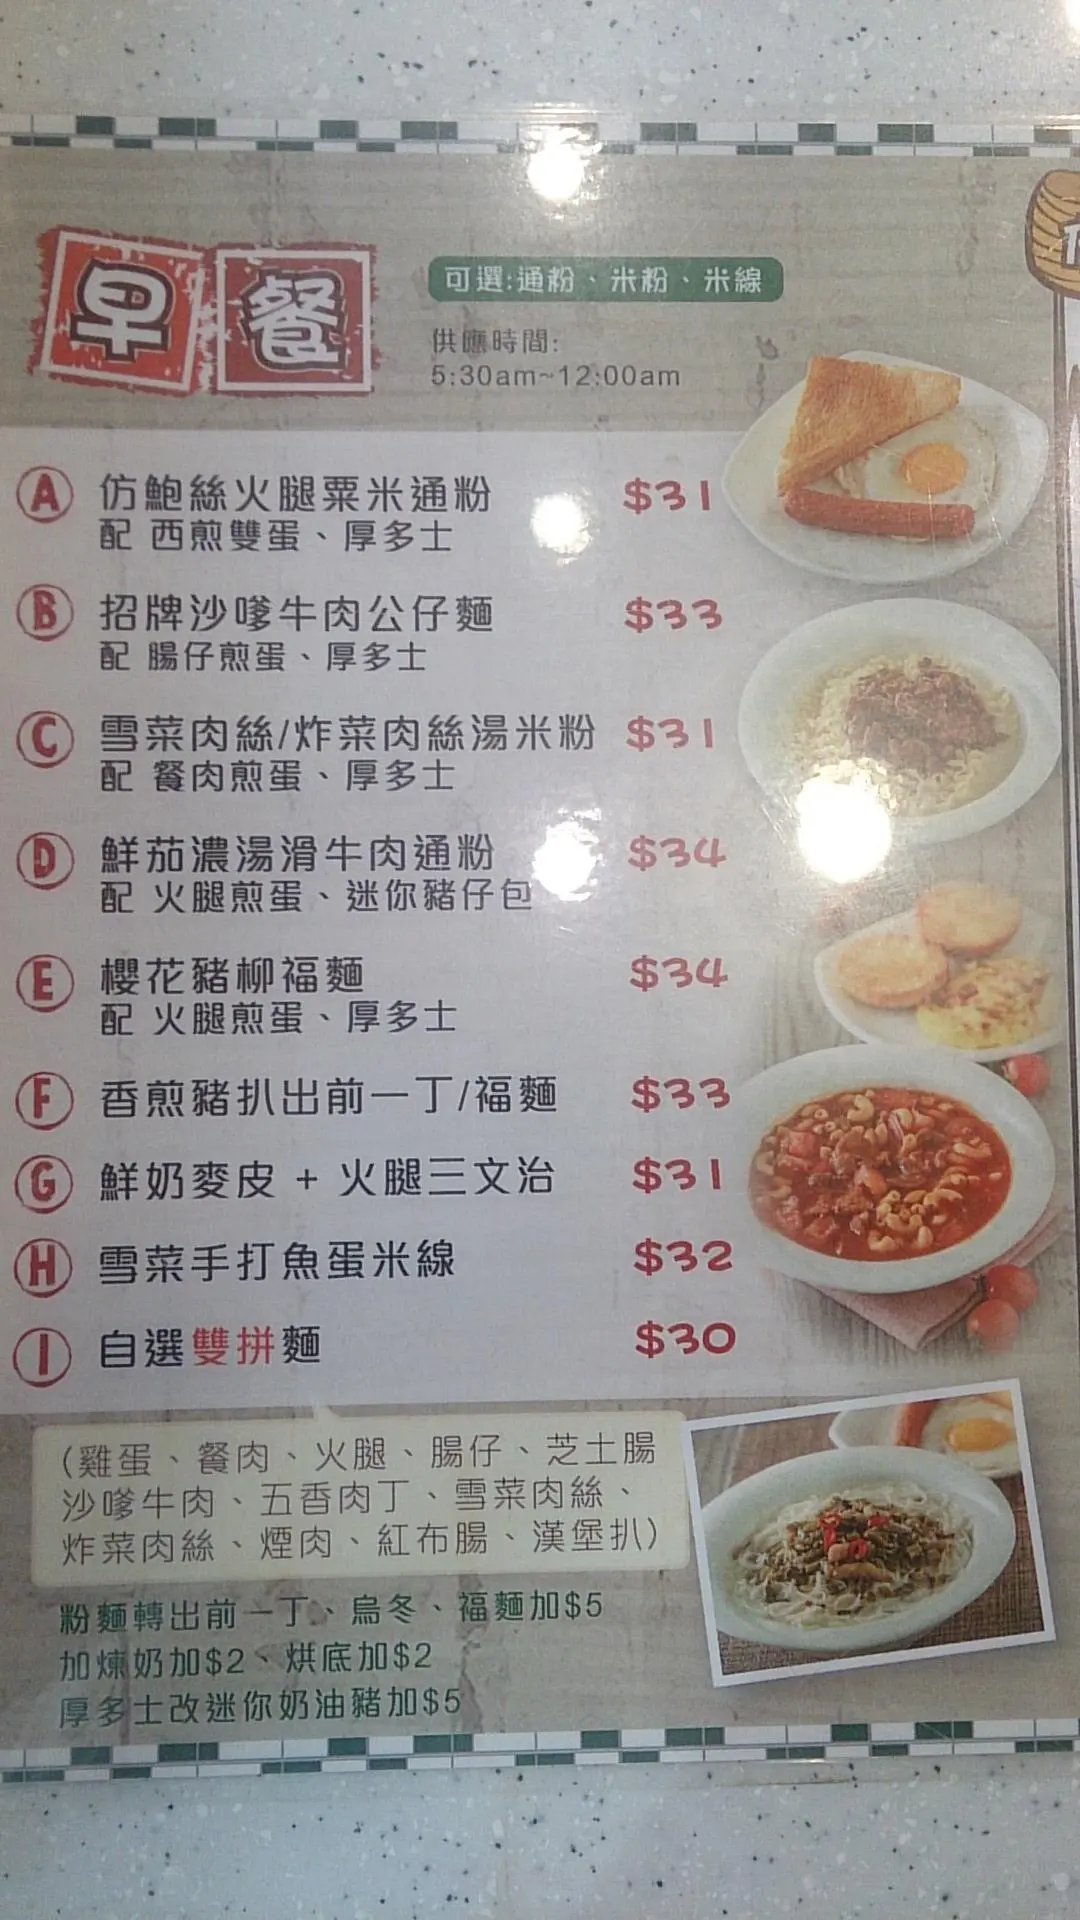 早餐
可選:通粉、米粉、米線
供應時間:
5:30am~12:00am
A 仿鮑絲火腿粟米通粉 $31
配 西煎雙蛋、厚多士
B 招牌沙嗲牛肉公仔麵 $33
配 腸仔煎蛋、厚多士
C 雪菜肉絲/炸菜肉絲湯米粉 $31
配 餐肉煎蛋、厚多士
D 鮮茄濃湯滑牛肉通粉 $34
配 火腿煎蛋、迷你豬仔包
E 櫻花豬柳福麵 $34
配 火腿煎蛋、厚多士
F 香煎豬扒出前一丁/福麵 $33
G 鮮奶麥皮 + 火腿三文治 $31
H 雪菜手打魚蛋米線 $32
I 自選雙拼麵 $30
(雞蛋、餐肉、火腿、腸仔、芝士腸
沙嗲牛肉、五香肉丁、雪菜肉絲、
炸菜肉絲、煙肉、紅布腸、漢堡扒)
粉麵轉出前一丁、烏冬、福麵加$5
加煉奶加$2、烘底加$2
厚多士改迷你奶油豬加$5